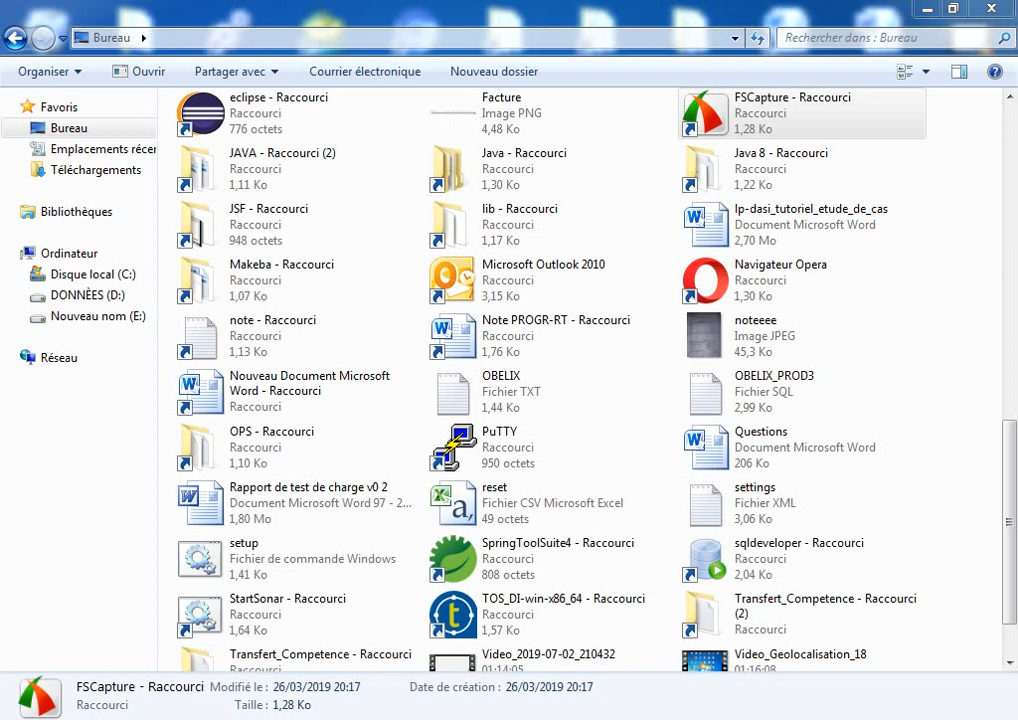 Bureau
Rechercher dans : Bureau
Organiser
Ouvrir
Partager avec
Courrier électronique
Nouveau dossier
Favoris
Bureau
Emplacements récen
Téléchargements
Bibliothèques
Ordinateur
Disque local (C:)
DONNÈES (D:)
Nouveau nom (E:)
Réseau
eclipse - Raccourci
Raccourci
776 octets
Facture
Image PNG
4,48 Ko
FSCapture - Raccourci
Raccourci
1,28 Ko
JAVA - Raccourci (2)
Raccourci
1,11 Ko
Java - Raccourci
Raccourci
1,30 Ko
Java 8 - Raccourci
Raccourci
1,22 Ko
JSF - Raccourci
Raccourci
948 octets
lib - Raccourci
Raccourci
1,17 Ko
lp-dasi_tutoriel_etude_de_cas
Document Microsoft Word
2,70 Mo
Makeba - Raccourci
Raccourci
1,07 Ko
Microsoft Outlook 2010
Raccourci
3,15 Ko
Navigateur Opera
Raccourci
1,30 Ko
note - Raccourci
Raccourci
1,13 Ko
Note PROGR-RT - Raccourci
Raccourci
1,76 Ko
noteeee
Image JPEG
45,3 Ko
Nouveau Document Microsoft
Word - Raccourci
Raccourci
OBELIX
Fichier TXT
1,44 Ko
OBELIX_PROD3
Fichier SQL
2,99 Ko
OPS - Raccourci
Raccourci
1,10 Ko
PuTTY
Raccourci
950 octets
Questions
Document Microsoft Word
206 Ko
Rapport de test de charge v0 2
Document Microsoft Word 97 - 2...
1,80 Mo
reset
Fichier CSV Microsoft Excel
49 octets
settings
Fichier XML
3,06 Ko
setup
Fichier de commande Windows
1,41 Ko
SpringToolSuite4 - Raccourci
Raccourci
808 octets
sqldeveloper - Raccourci
Raccourci
2,04 Ko
StartSonar - Raccourci
Raccourci
1,64 Ko
TOS_DI-win-x86_64 - Raccourci
Raccourci
1,57 Ko
Transfert_Competence - Raccourci
(2)
Raccourci
Transfert_Competence - Raccourci
Raccourci
Video_2019-07-02_210432
01:14:05
Video_Geolocalisation_18
01:16:08
FSCapture - Raccourci Modifié le : 26/03/2019 20:17 Date de création : 26/03/2019 20:17
Raccourci Taille : 1,28 Ko